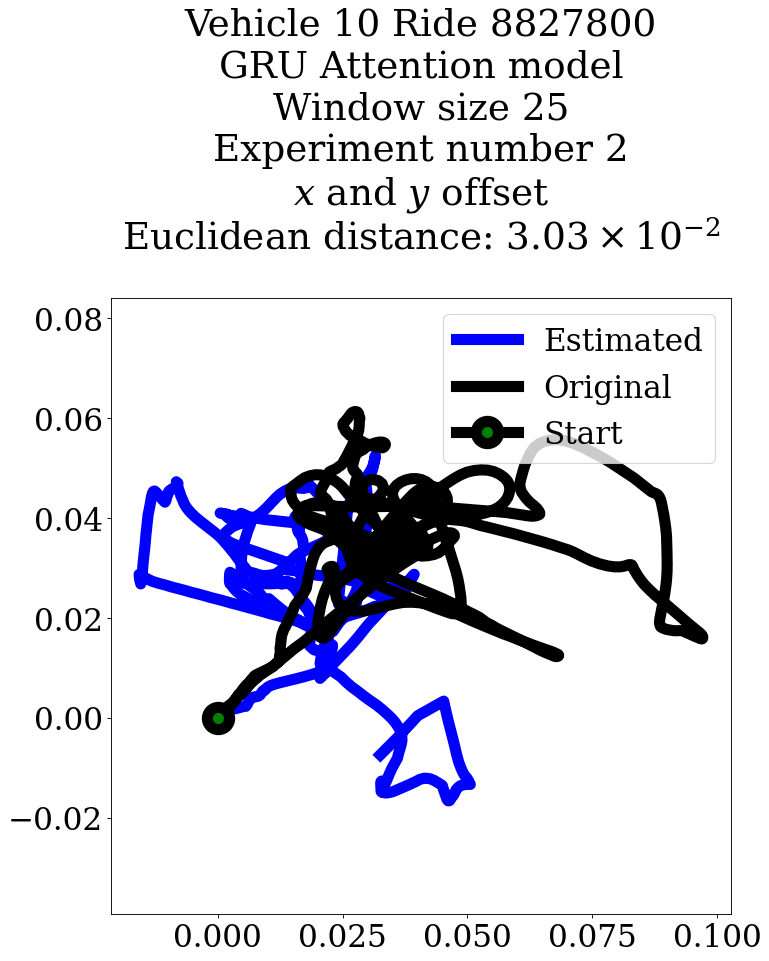 Vehicle 10 Ride 8827800
GRU Attention model
Window size 25
Experiment number 2
x and y offset
Euclidean distance: 3.03 × 10⁻²
Estimated
Original
Start
0.08
0.06
0.04
0.02
0.00
−0.02
0.000 0.025 0.050 0.075 0.100